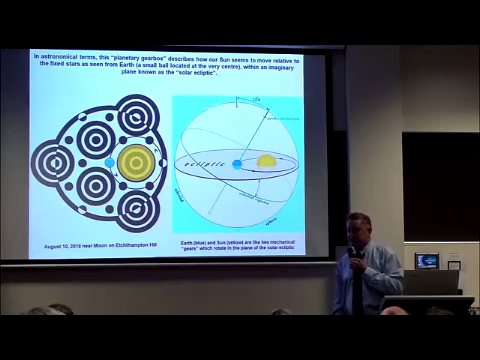 In astronomical terms, this "planetary gearbox" describes how our Sun seems to move relative to
the fixed stars as seen from Earth (a small ball located at the very centre), within an imaginary
plane known as the "solar ecliptic".
ecliptic
August 10, 2018 near Mixon on Etchilhampton Hill
Earth (blue) and Sun (yellow) are like two mechanical
"gears" which rotate in the plane of the solar ecliptic